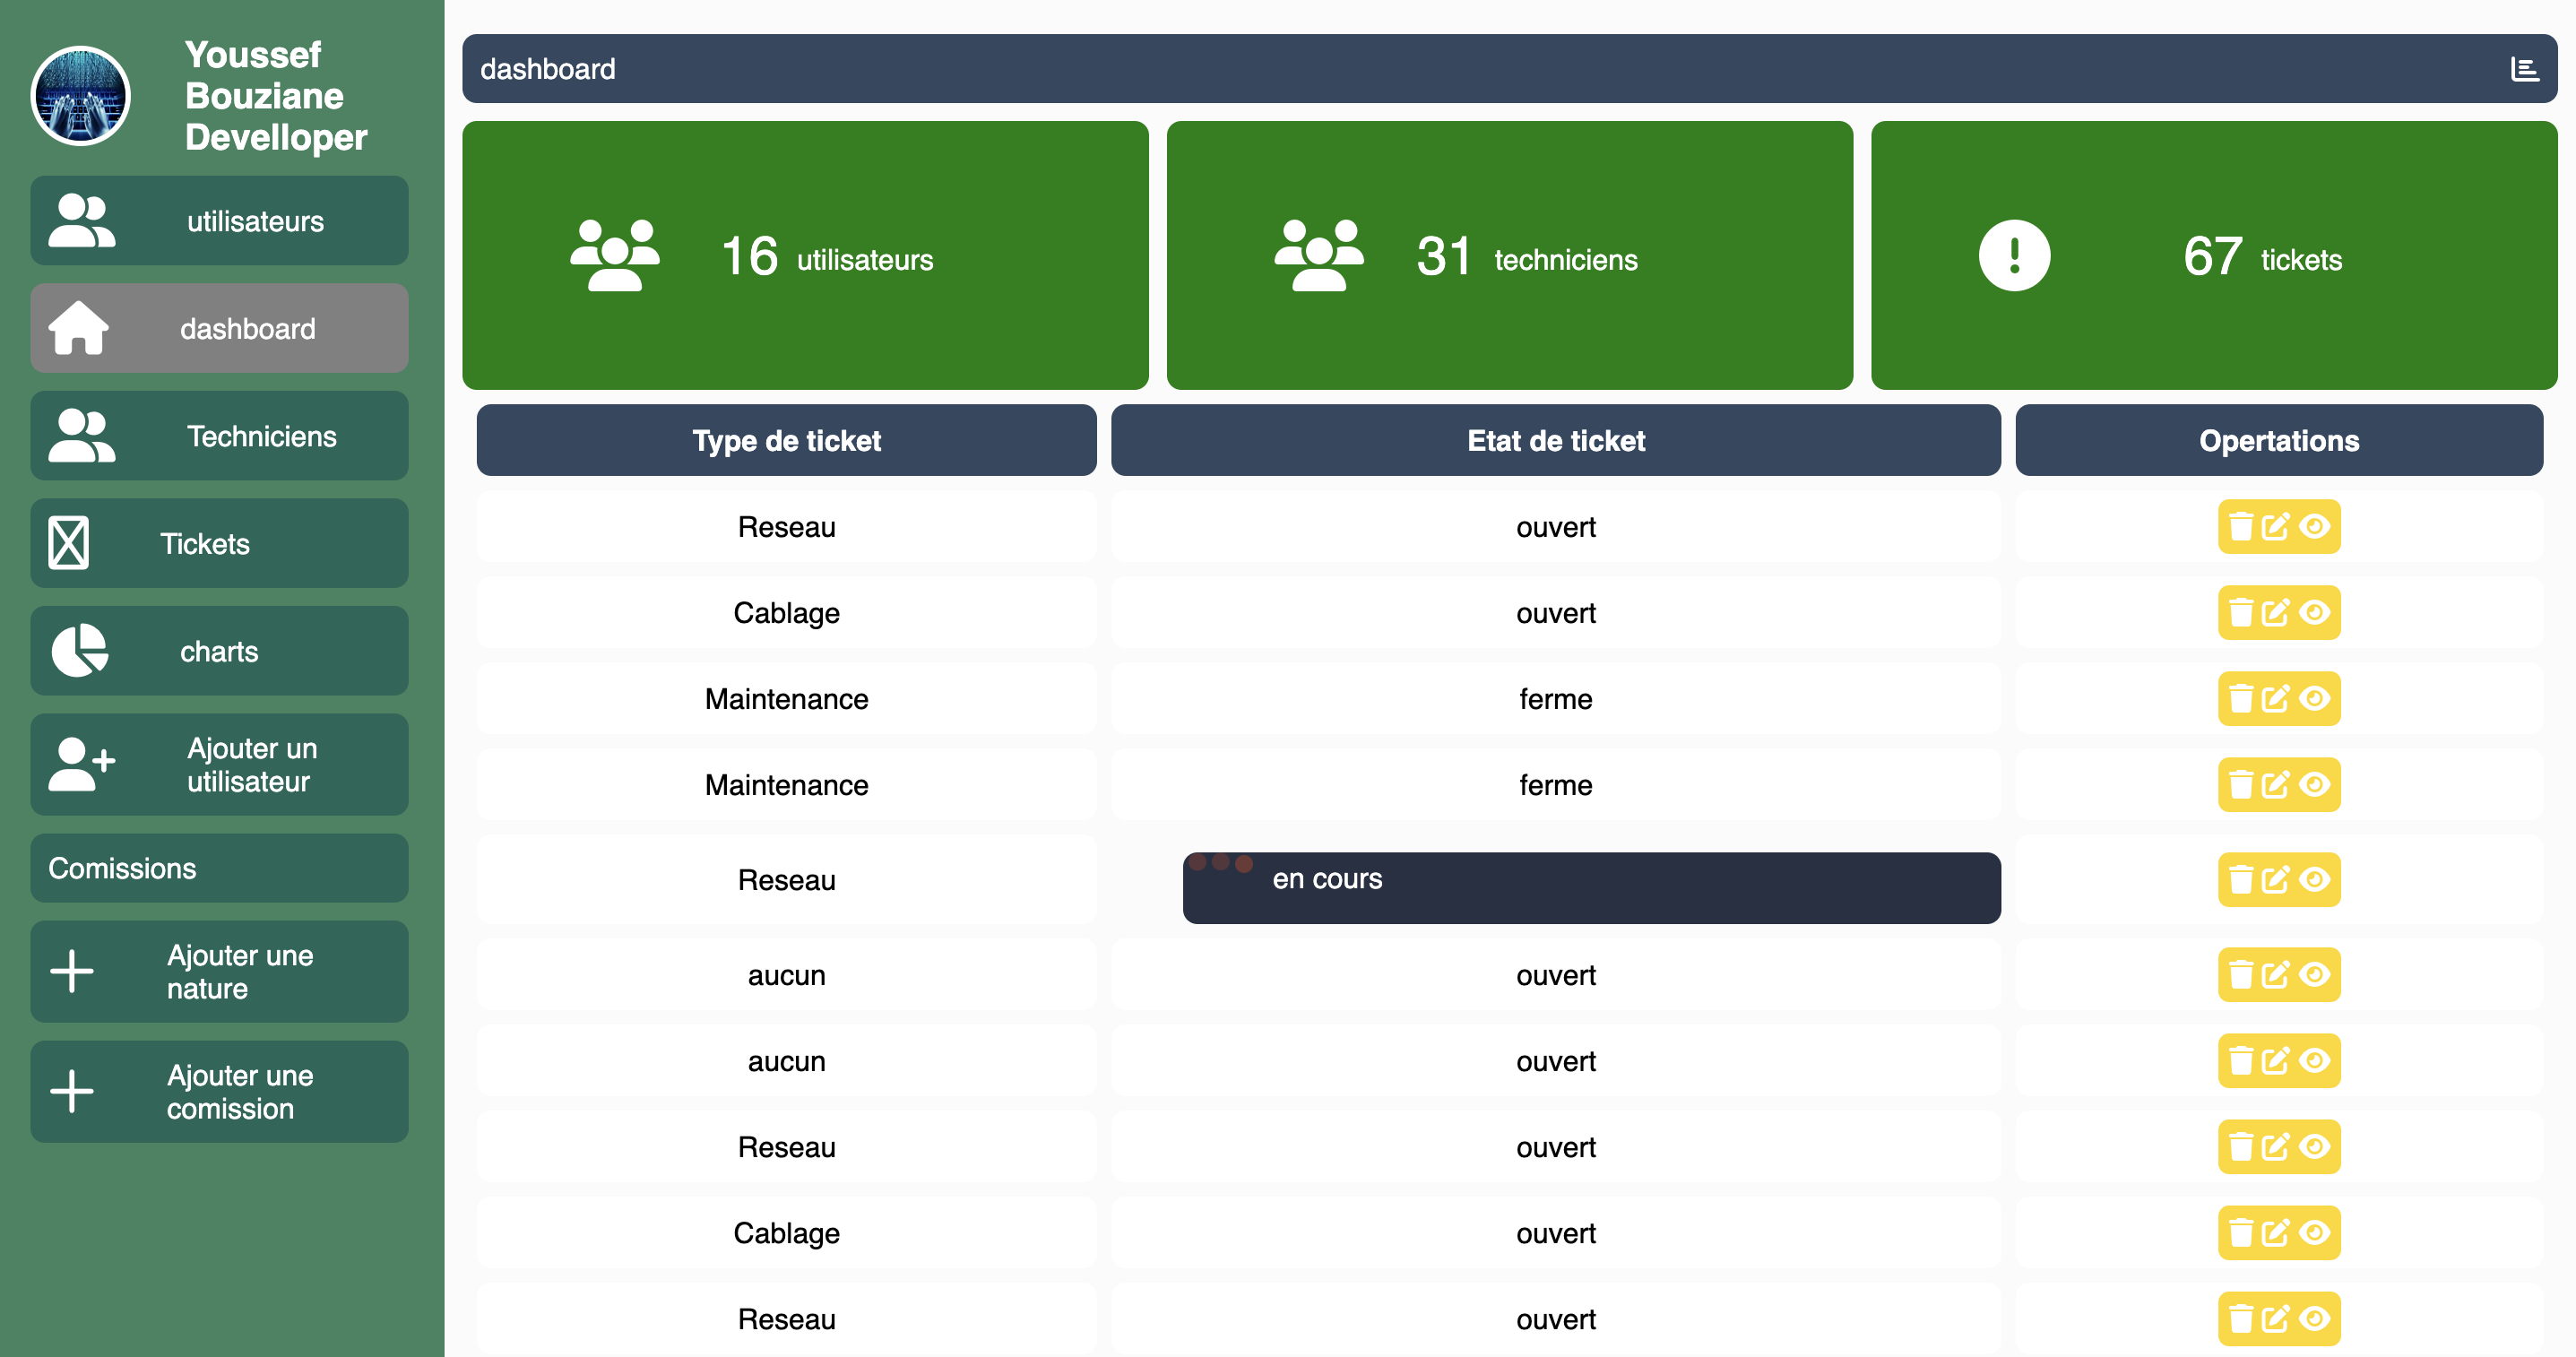 Youssef
Bouziane
Develloper
utilisateurs
dashboard
Techniciens
Tickets
charts
Ajouter un
utilisateur
Comissions
Ajouter une
nature
Ajouter une
comission
dashboard
16 utilisateurs
31 techniciens
67 tickets
Type de ticket Etat de ticket Opertations
Reseau ouvert
Cablage ouvert
Maintenance ferme
Maintenance ferme
Reseau en cours
aucun ouvert
aucun ouvert
Reseau ouvert
Cablage ouvert
Reseau ouvert